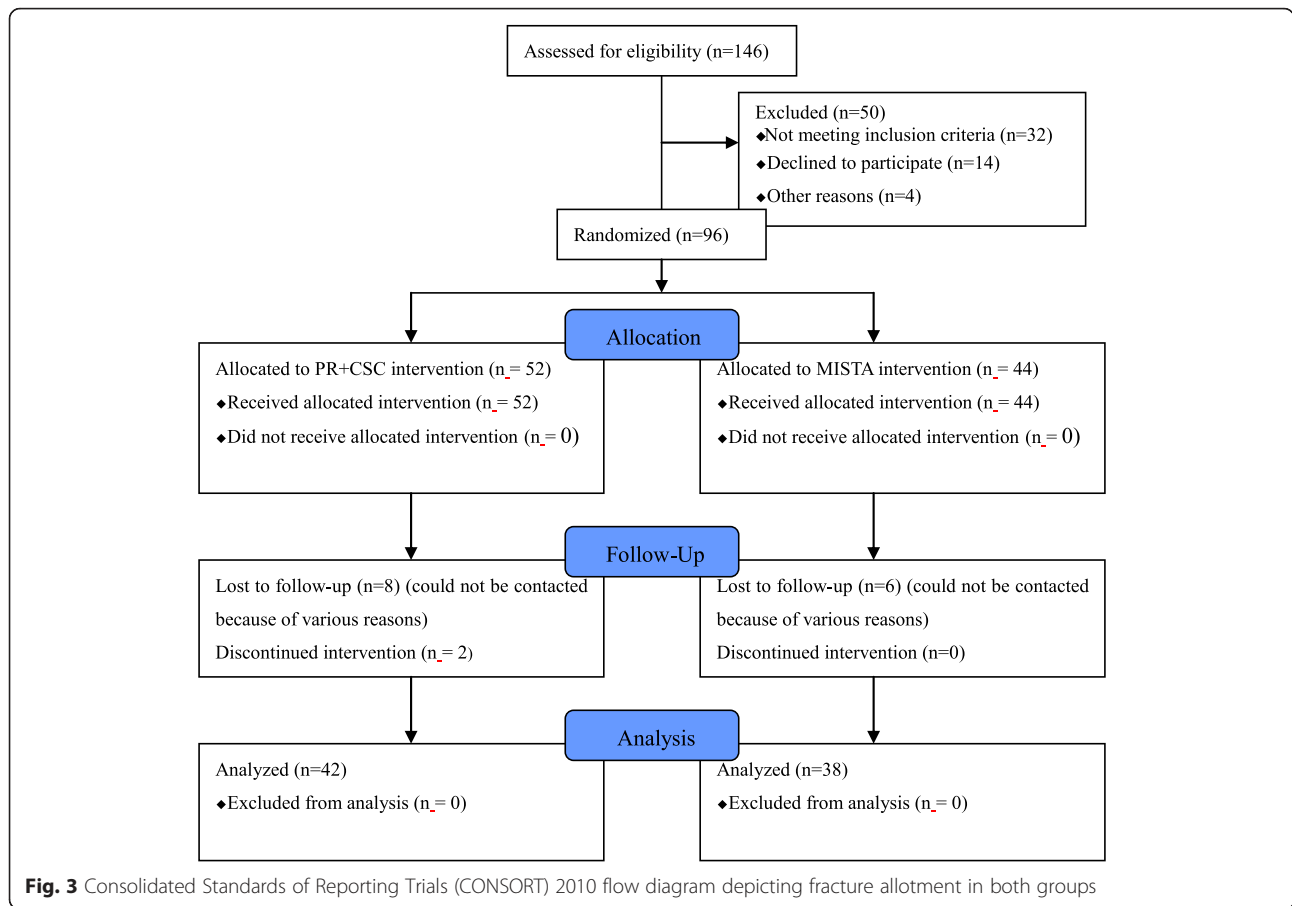 Assessed for eligibility (n=146)
Excluded (n=50)
◆Not meeting inclusion criteria (n=32)
◆Declined to participate (n=14)
◆Other reasons (n=4)
Randomized (n=96)
Allocation
Allocated to PR+CSC intervention (n = 52)
◆Received allocated intervention (n = 52)
◆Did not receive allocated intervention (n = 0)
Allocated to MISTA intervention (n = 44)
◆Received allocated intervention (n = 44)
◆Did not receive allocated intervention (n = 0)
Follow-Up
Lost to follow-up (n=8) (could not be contacted
because of various reasons)
Discontinued intervention (n = 2)
Lost to follow-up (n=6) (could not be contacted
because of various reasons)
Discontinued intervention (n=0)
Analysis
Analyzed (n=42)
◆Excluded from analysis (n = 0)
Analyzed (n=38)
◆Excluded from analysis (n = 0)
Fig. 3 Consolidated Standards of Reporting Trials (CONSORT) 2010 flow diagram depicting fracture allotment in both groups